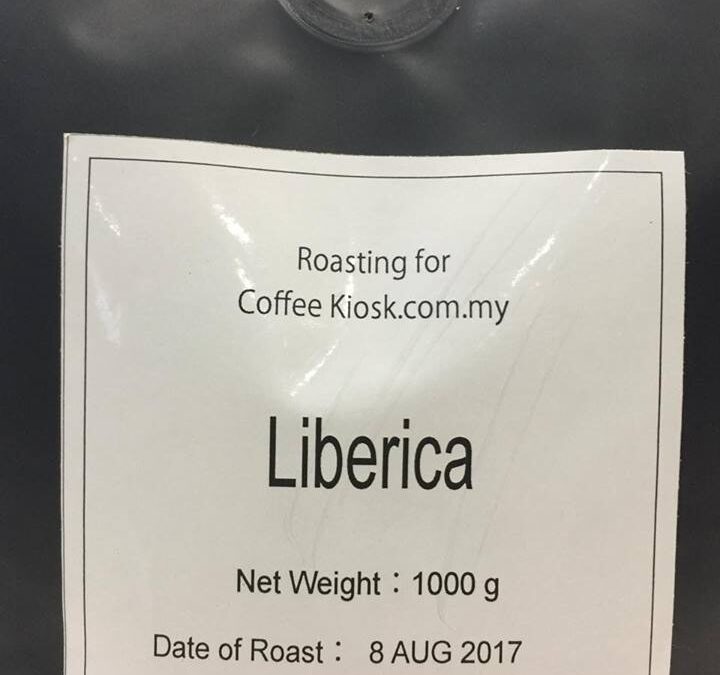 Roasting for
Coffee Kiosk.com.my
Liberica
Net Weight : 1000 g
Date of Roast : 8 AUG 2017